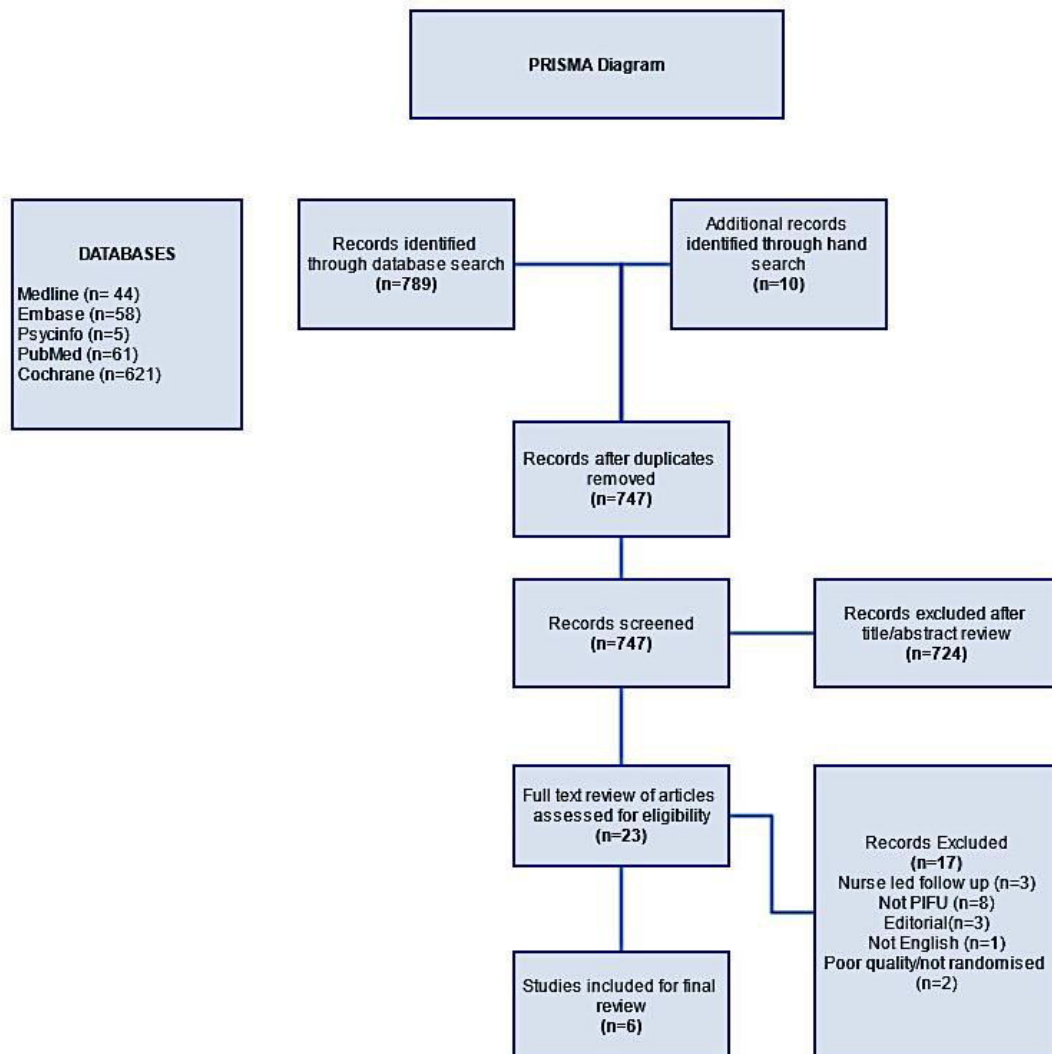 PRISMA Diagram
DATABASES
Medline (n= 44)
Embase (n=58)
Psycinfo (n=5)
PubMed (n=61)
Cochrane (n=621)
Records identified
through database search
(n=789)
Additional records
identified through hand
search
(n=10)
Records after duplicates
removed
(n=747)
Records screened
(n=747)
Records excluded after
title/abstract review
(n=724)
Full text review of articles
assessed for eligibility
(n=23)
Records Excluded
(n=17)
Nurse led follow up (n=3)
Not PIFU (n=8)
Editorial(n=3)
Not English (n=1)
Poor quality/not randomised
(n=2)
Studies included for final
review
(n=6)